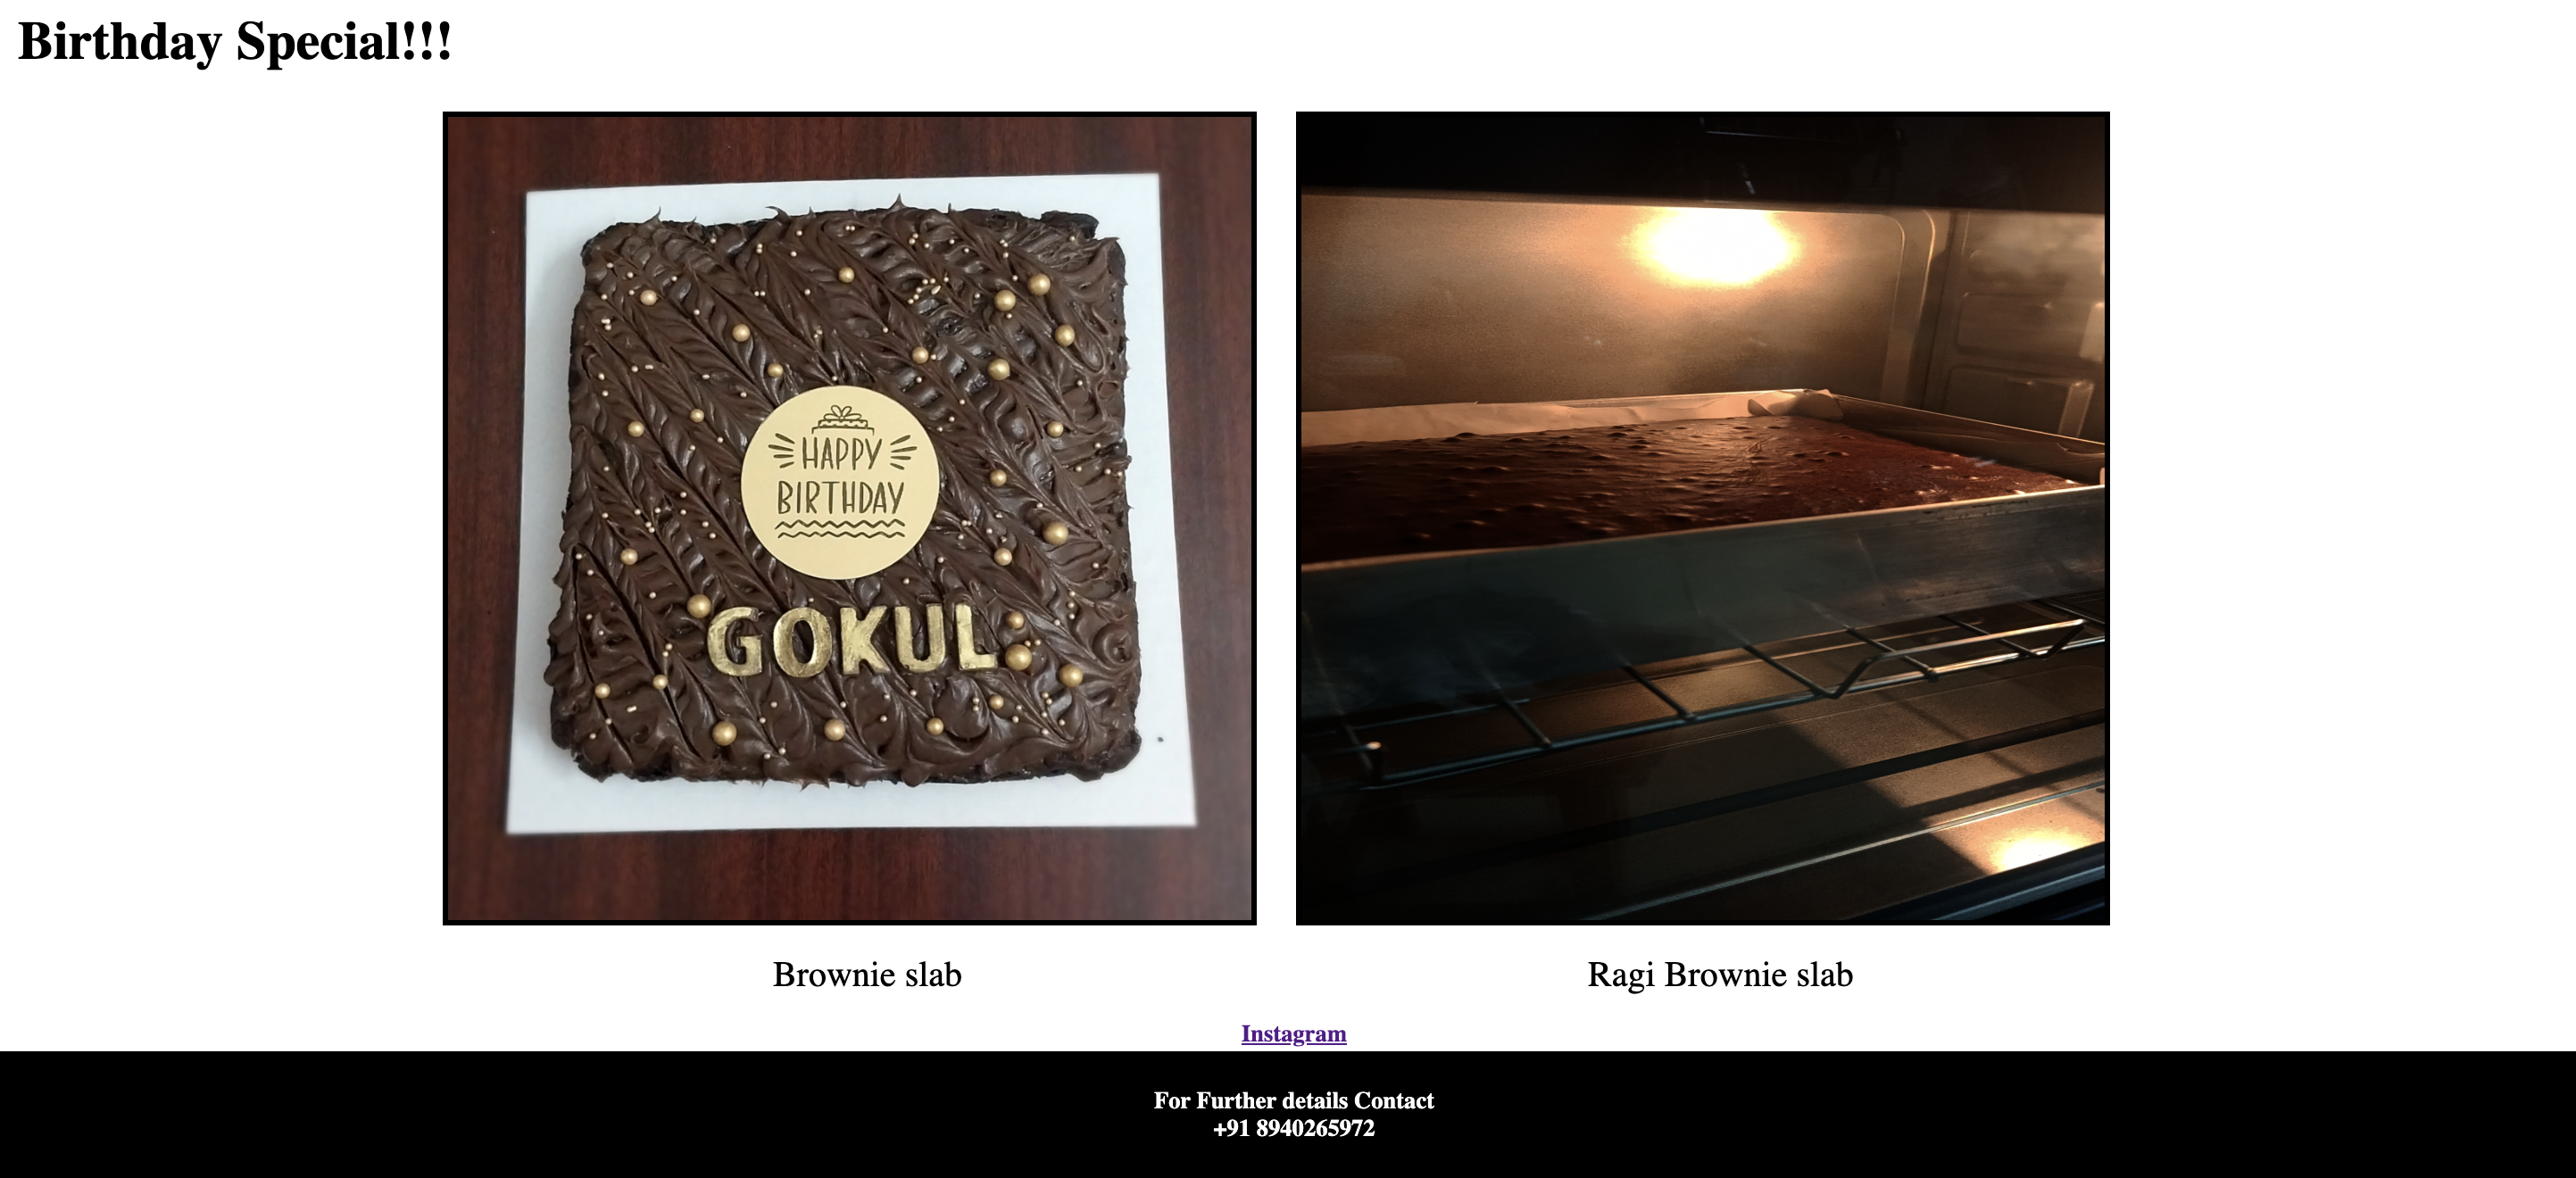 Birthday Special!!!
HAPPY
BIRTHDAY
GOKUL
Brownie slab
Ragi Brownie slab
Instagram
For Further details Contact
+91 8940265972